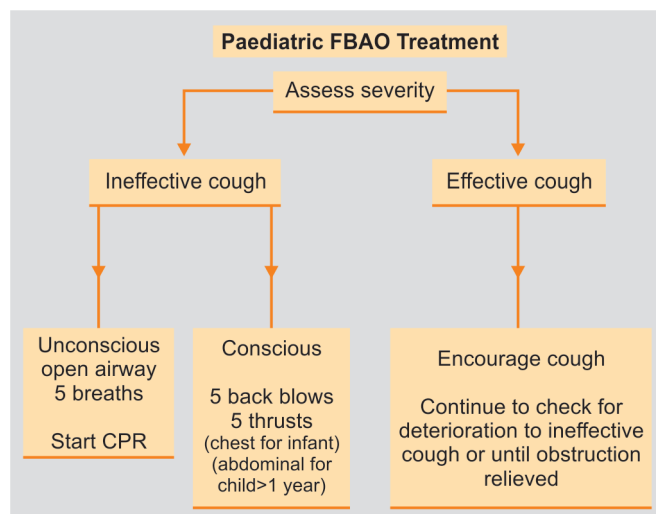 Paediatric FBAO Treatment
Assess severity
Ineffective cough
Effective cough
Unconscious
open airway
5 breaths
Start CPR
Conscious
5 back blows
5 thrusts
(chest for infant)
(abdominal for
child>1 year)
Encourage cough
Continue to check for
deterioration to ineffective
cough or until obstruction
relieved